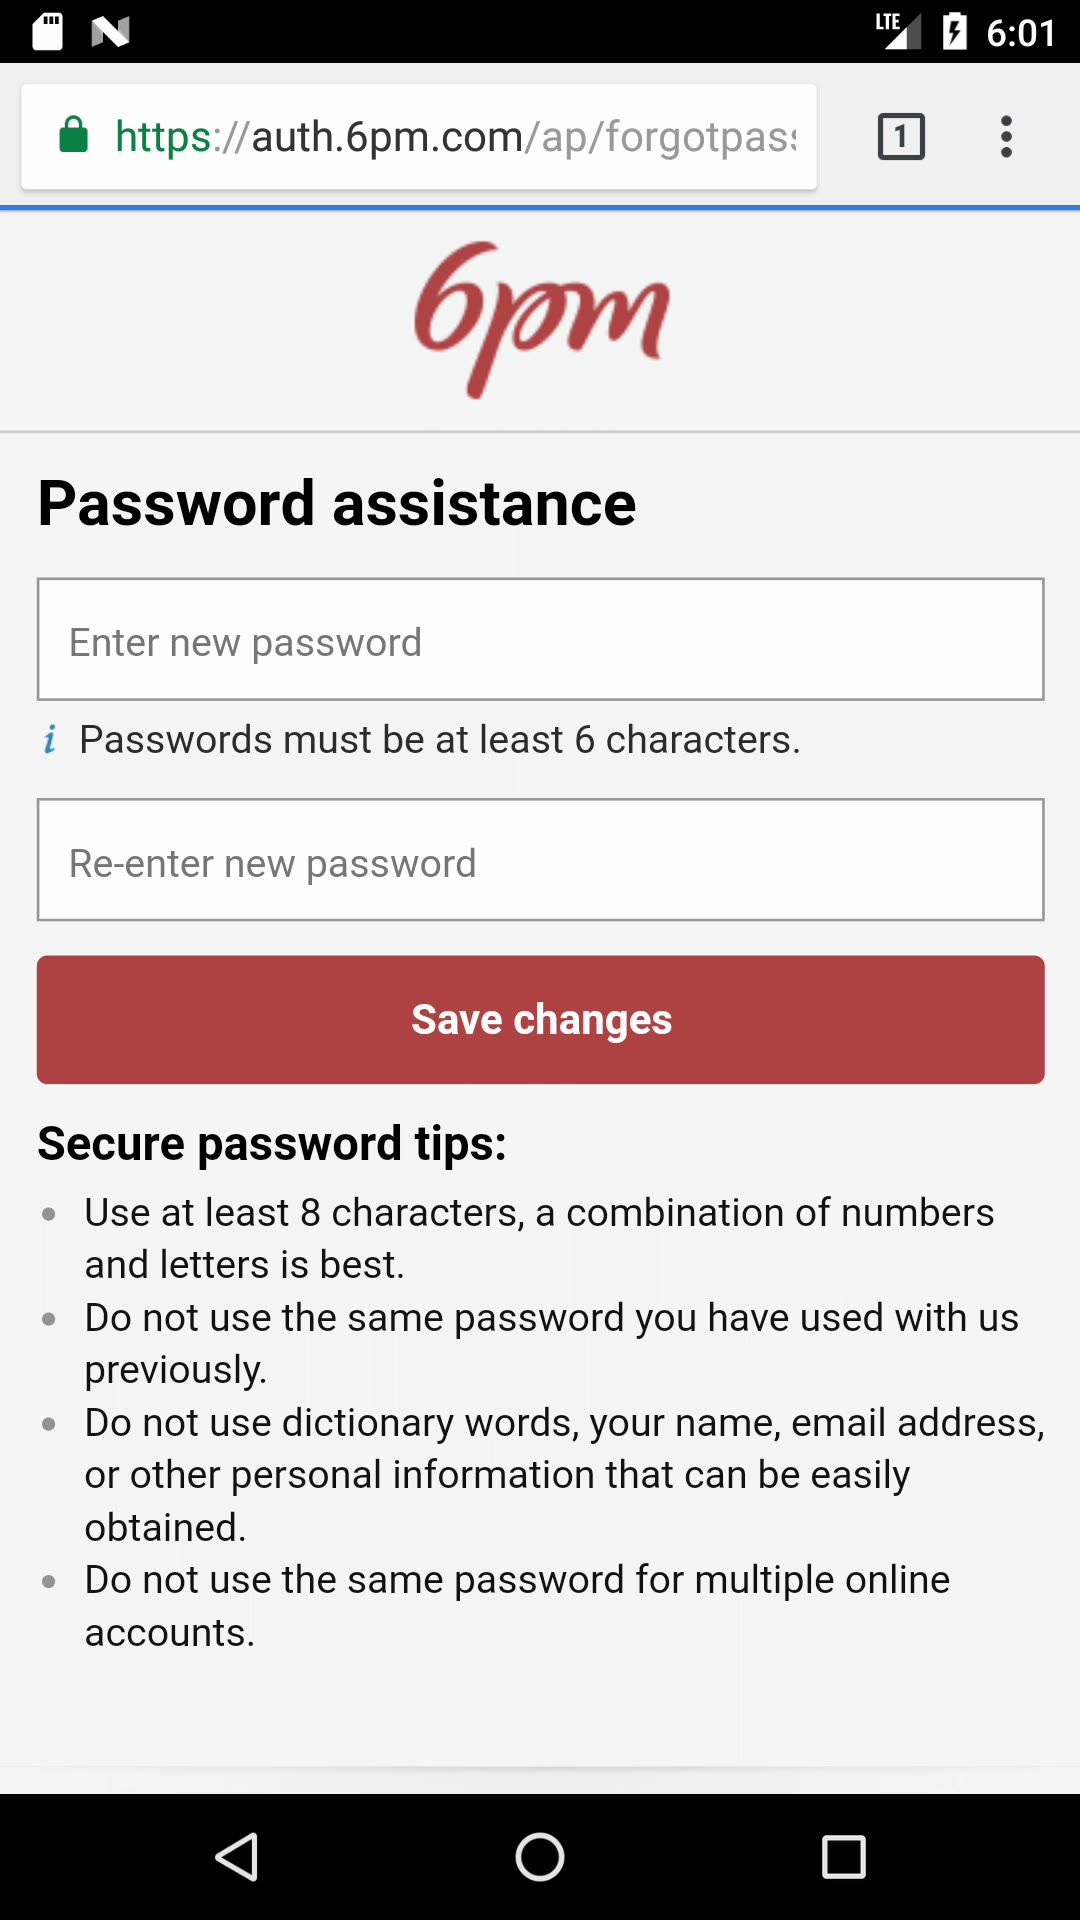 LTE 6:01
https://auth.6pm.com/ap/forgotpass
1
6pm
Password assistance
Enter new password
i Passwords must be at least 6 characters.
Re-enter new password
Save changes
Secure password tips:
Use at least 8 characters, a combination of numbers
and letters is best.
Do not use the same password you have used with us
previously.
Do not use dictionary words, your name, email address,
or other personal information that can be easily
obtained.
Do not use the same password for multiple online
accounts.